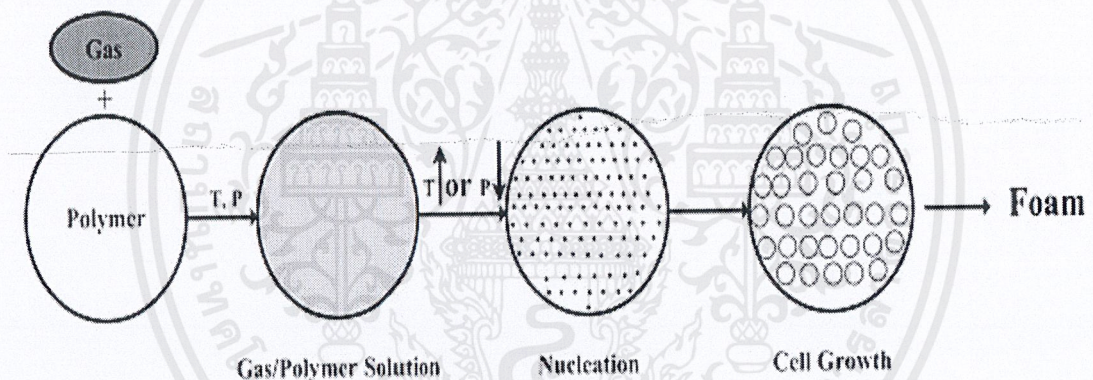 Gas
+
Polymer
T, P
T↑ or P↓
Foam
Gas/Polymer Solution
Nucleation
Cell Growth